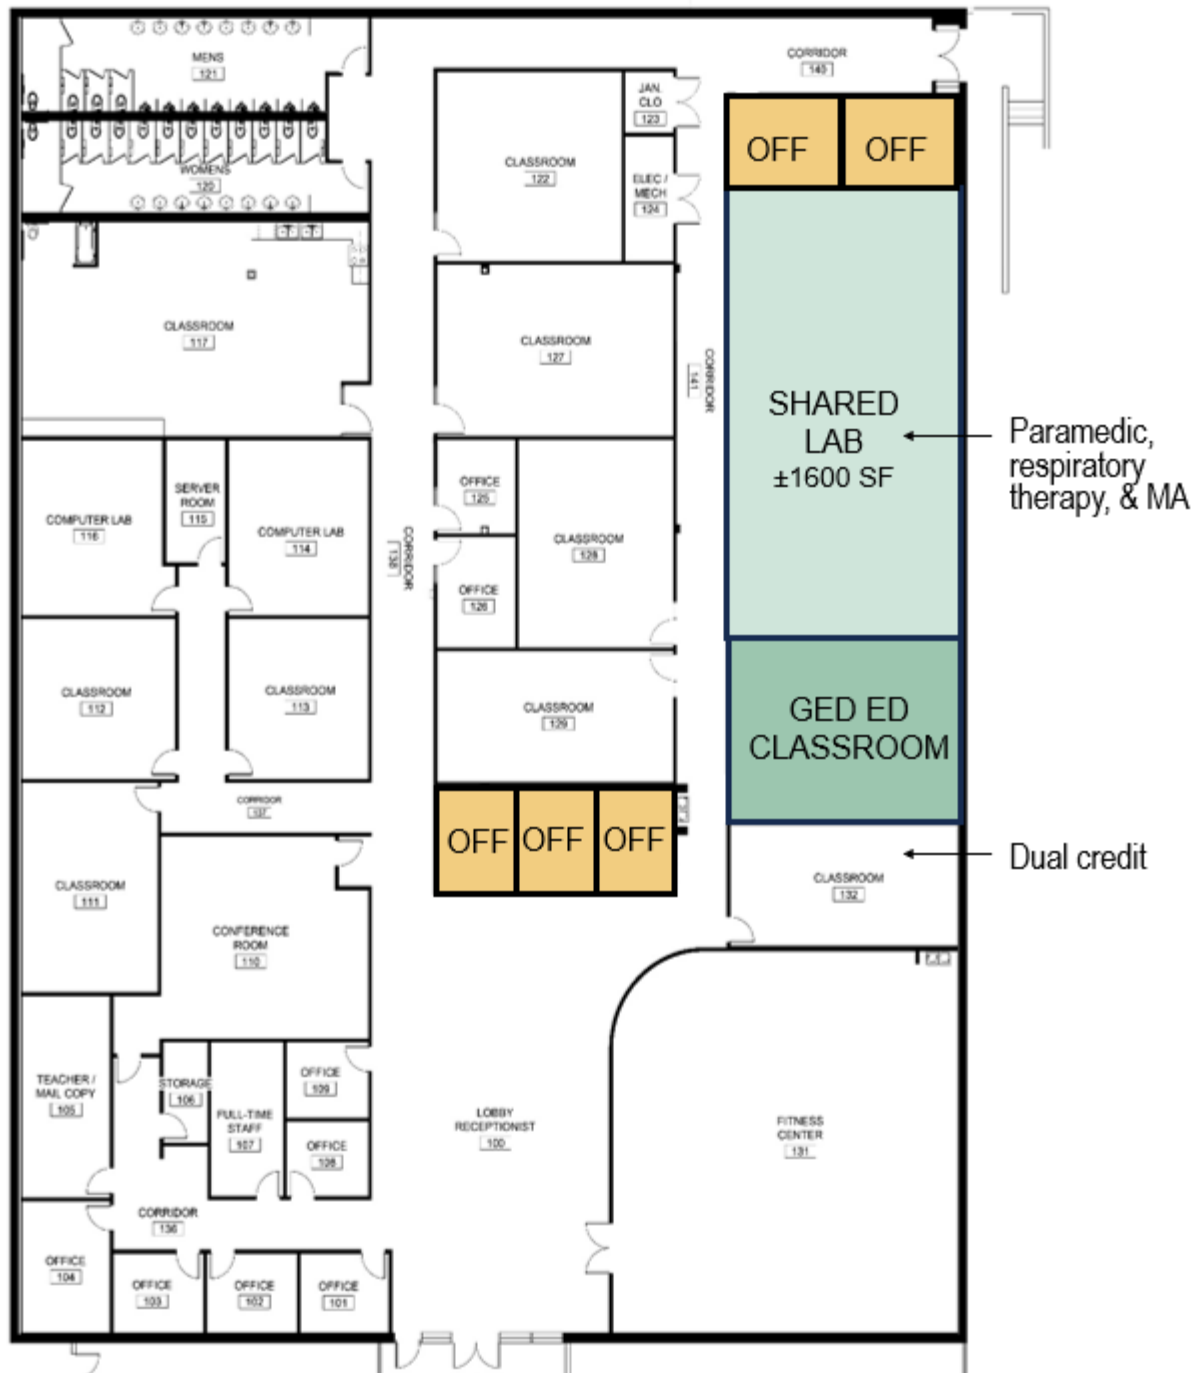 MENS
121
WOMENS
120
CORRIDOR
140
JAN.
CLO
123
CLASSROOM
122
ELEC /
MECH
124
OFF
OFF
CLASSROOM
117
CLASSROOM
127
CORRIDOR
141
SHARED
LAB
±1600 SF
Paramedic,
respiratory
therapy, & MA
COMPUTER LAB
116
SERVER
ROOM
115
COMPUTER LAB
114
CORRIDOR
138
OFFICE
125
OFFICE
126
CLASSROOM
128
CLASSROOM
112
CLASSROOM
113
CLASSROOM
129
GED ED
CLASSROOM
CORRIDOR
137
OFF
OFF
OFF
CLASSROOM
132
Dual credit
CLASSROOM
111
CONFERENCE
ROOM
110
TEACHER /
MAIL COPY
105
STORAGE
106
FULL-TIME
STAFF
107
OFFICE
109
OFFICE
108
LOBBY
RECEPTIONIST
100
FITNESS
CENTER
131
CORRIDOR
136
OFFICE
104
OFFICE
103
OFFICE
102
OFFICE
101